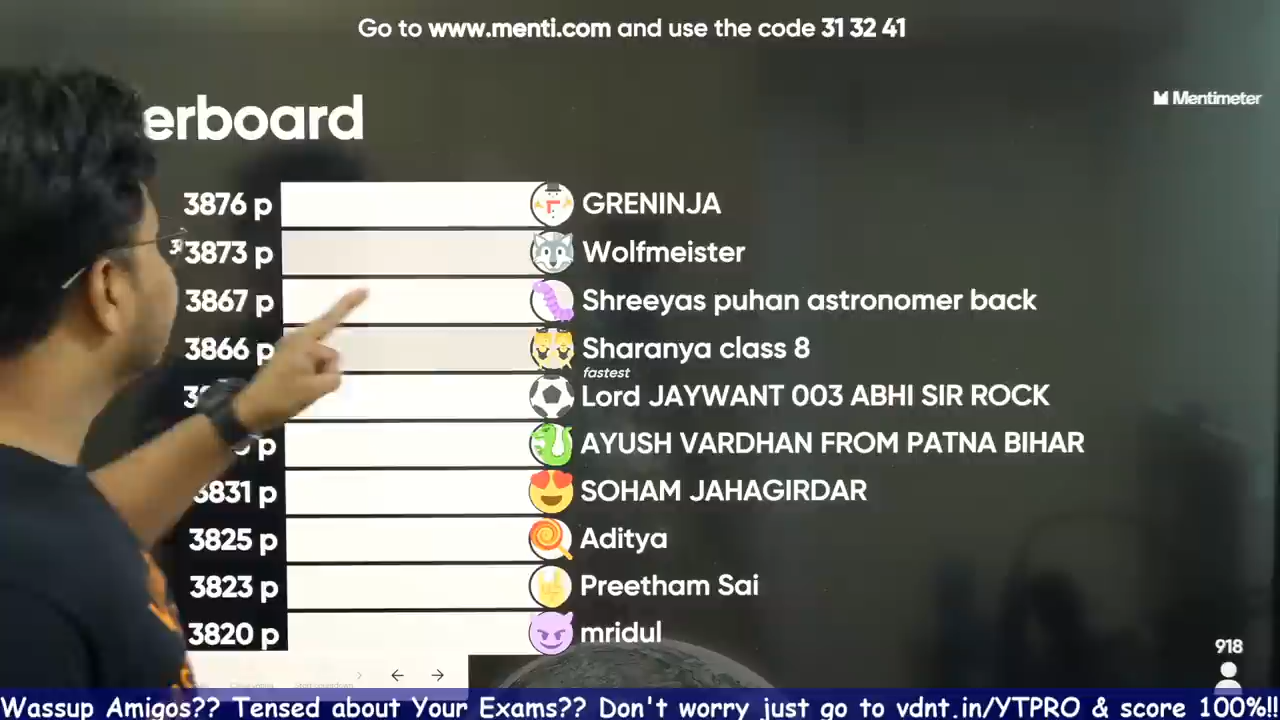 Go to www.menti.com and use the code 31 32 41
Mentimeter
erboard
3876 p GRENINJA
3873 p Wolfmeister
3867 p Shreeyas puhan astronomer back
3866 p Sharanya class 8
fastest
Lord JAYWANT 003 ABHI SIR ROCK
p AYUSH VARDHAN FROM PATNA BIHAR
3831 p SOHAM JAHAGIRDAR
3825 p Aditya
3823 p Preetham Sai
3820 p mridul
918
Wassup Amigos?? Tensed about Your Exams?? Don't worry just go to vdnt.in/YTPRO & score 100%!!